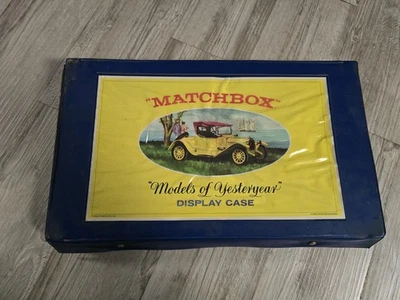 "MATCHBOX"
"Models of Yesteryear"
DISPLAY CASE